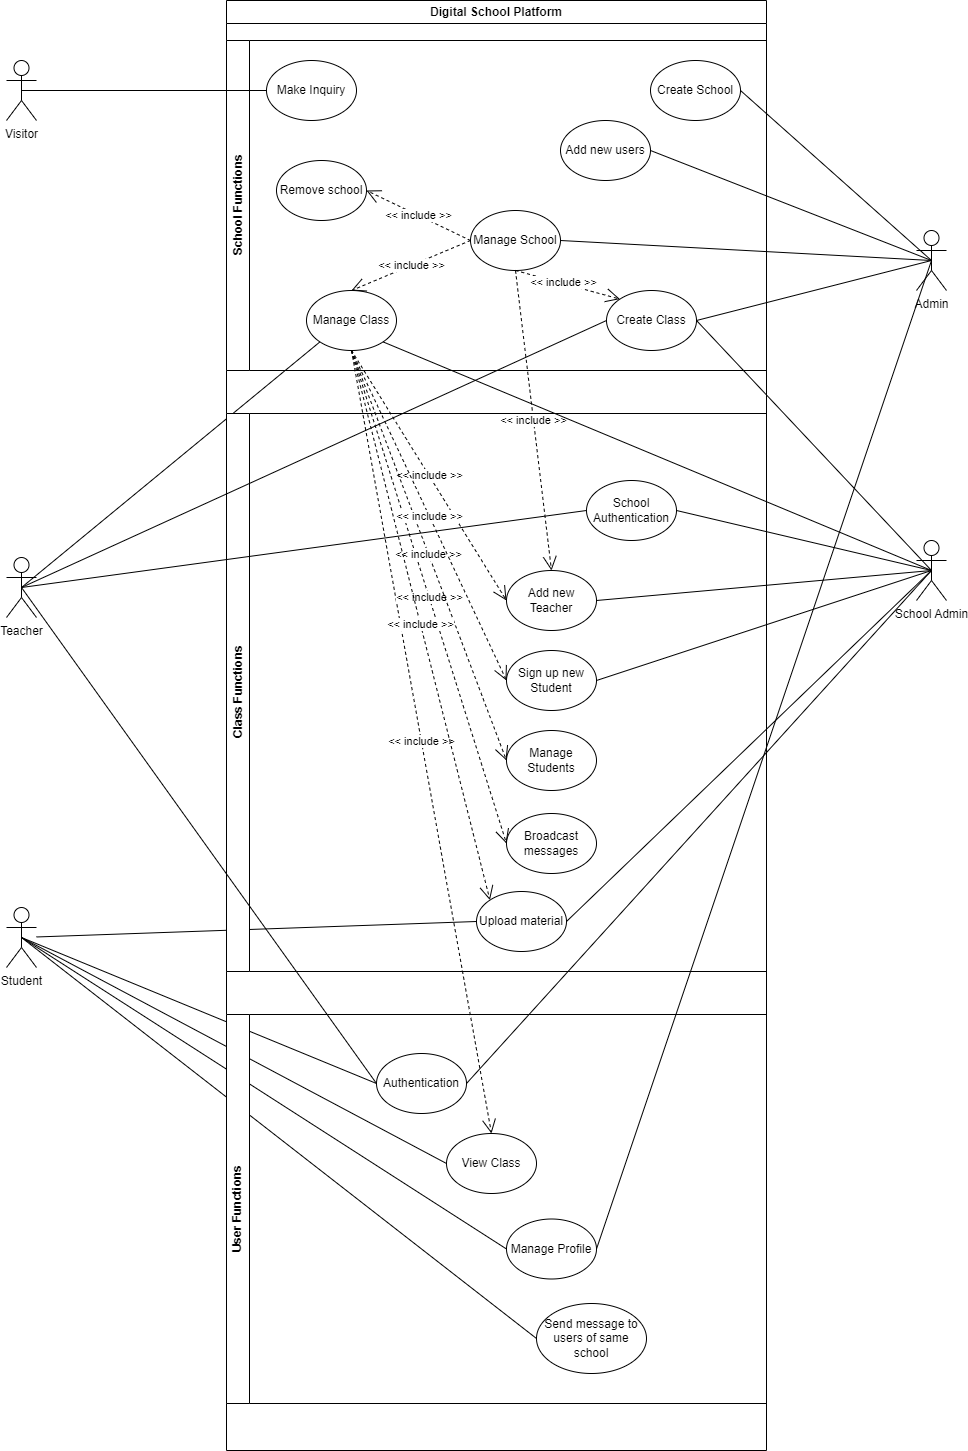 Digital School Platform
School Functions
Make Inquiry
Create School
Visitor
Add new users
Remove school
<< include >>
Manage School
<< include >>
<< include >>
Admin
Manage Class
Create Class
<< include >>
<< include >>
School
Authentication
<< include >>
<< include >>
Add new
Teacher
<< include >>
<< include >>
Teacher
School Admin
Class Functions
Sign up new
Student
<< include >>
Manage
Students
Broadcast
messages
Upload material
Student
User Functions
Authentication
View Class
Manage Profile
Send message to
users of same
school